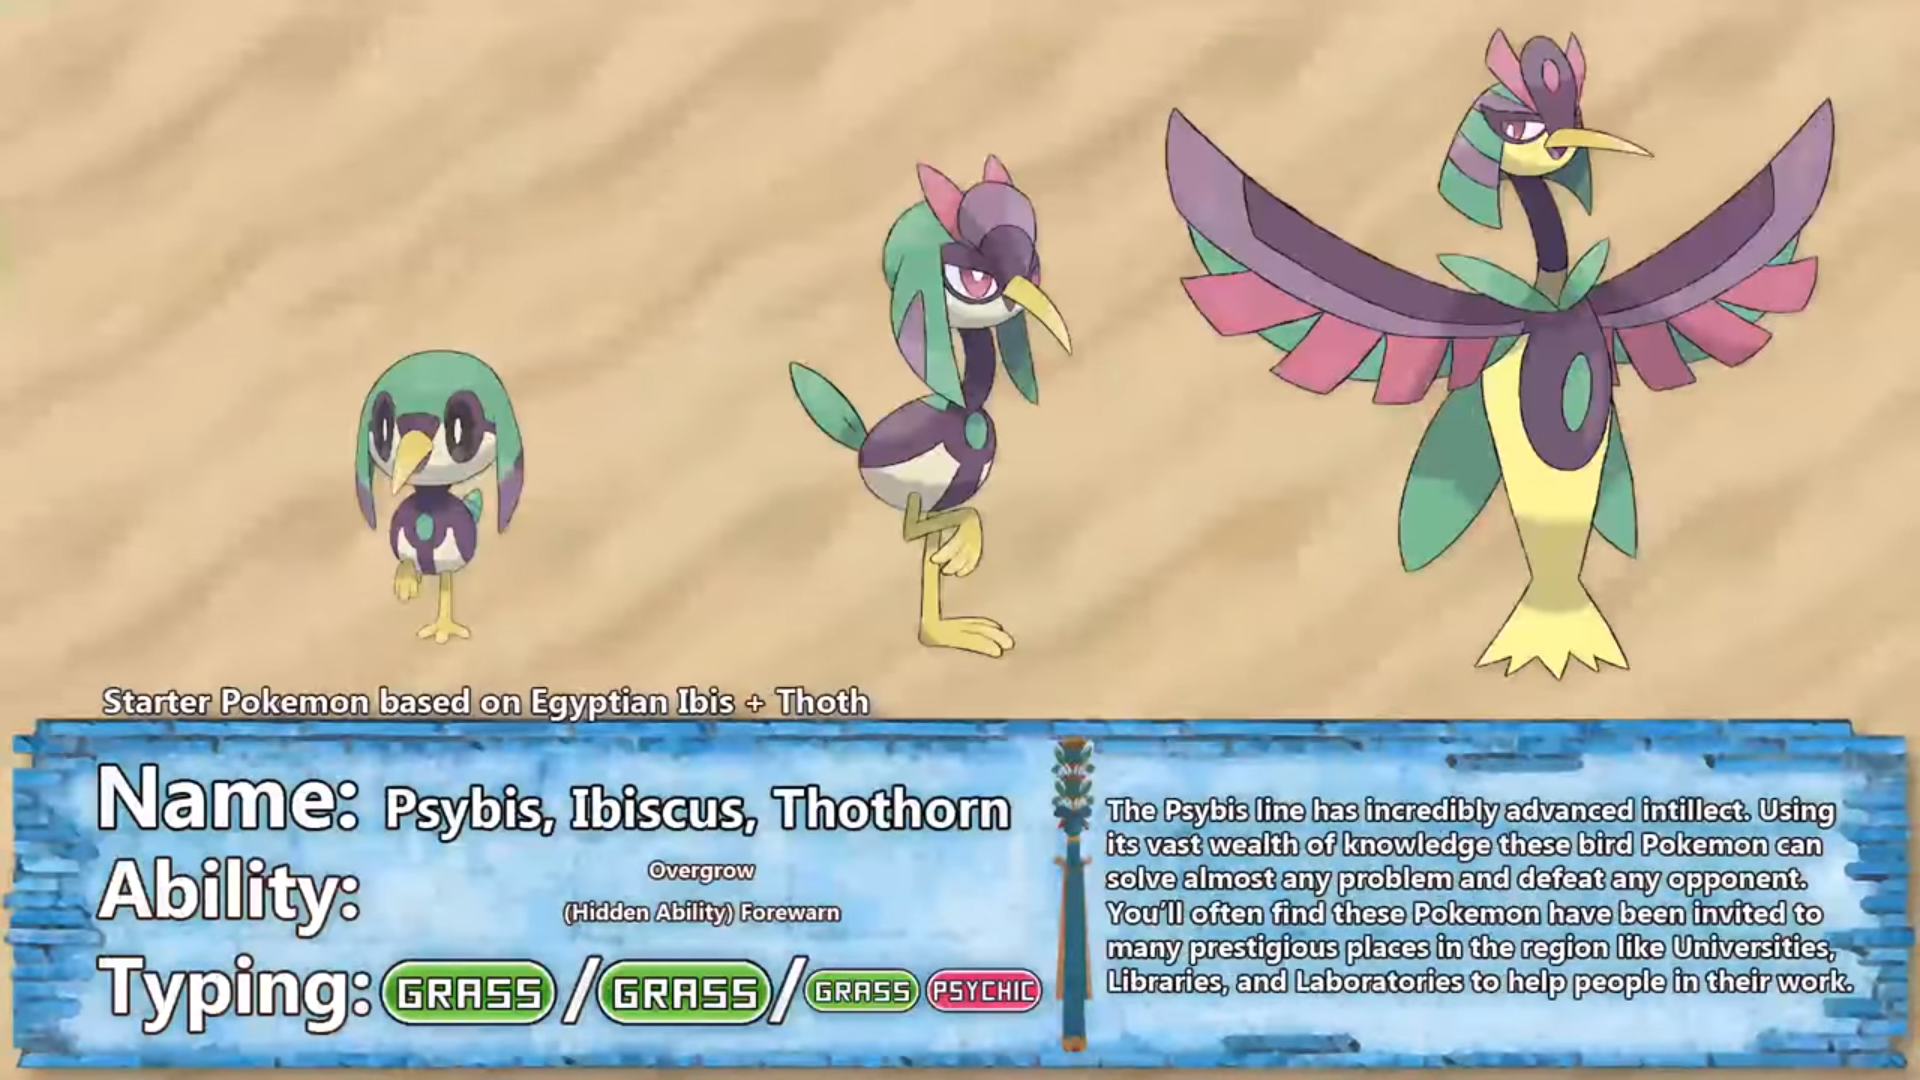 Starter Pokemon based on Egyptian Ibis + Thoth
Name: Psybis, Ibiscus, Thothorn
Ability: Overgrow
(Hidden Ability) Forewarn
Typing: GRASS / GRASS / GRASS PSYCHIC
The Psybis line has incredibly advanced intillect. Using
its vast wealth of knowledge these bird Pokemon can
solve almost any problem and defeat any opponent.
You'll often find these Pokemon have been invited to
many prestigious places in the region like Universities,
Libraries, and Laboratories to help people in their work.